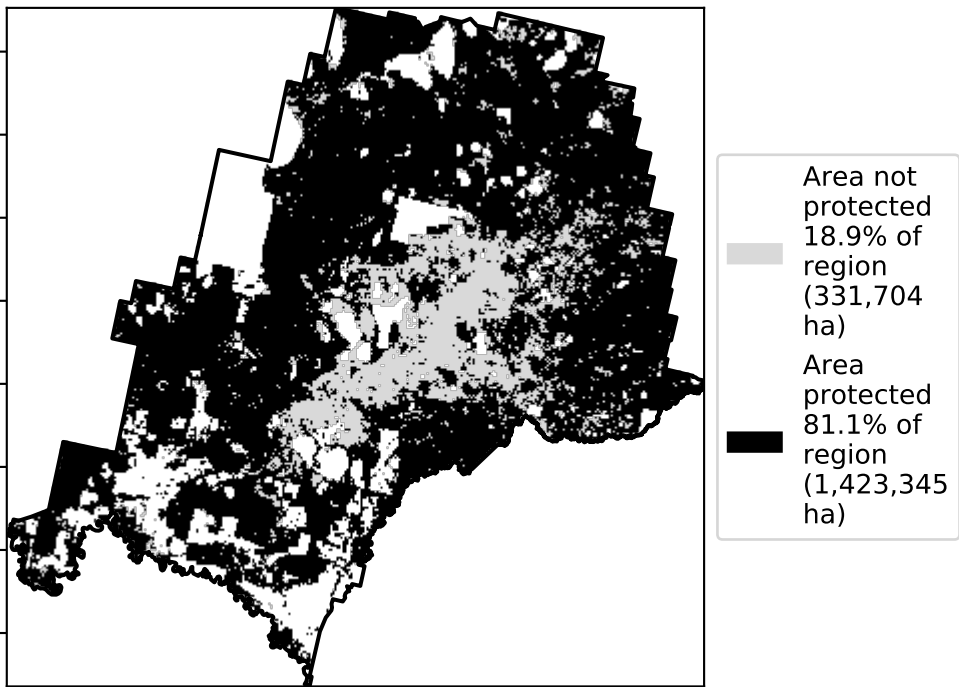 Area not
protected
18.9% of
region
(331,704
ha)
Area
protected
81.1% of
region
(1,423,345
ha)